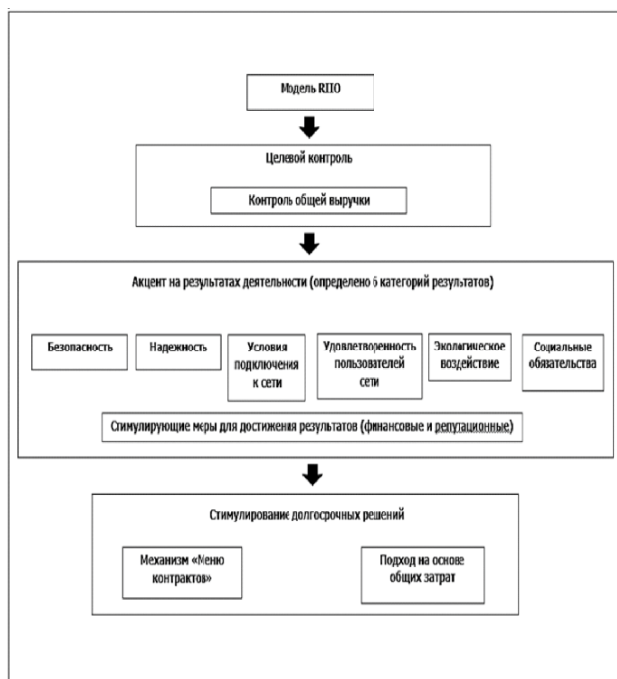 Модель RIIO
Целевой контроль
Контроль общей выручки
Акцент на результатах деятельности (определено 6 категорий результатов)
Безопасность
Надежность
Условия
подключения
к сети
Удовлетворенность
пользователей
сети
Экологическое
воздействие
Социальные
обязательства
Стимулирующие меры для достижения результатов (финансовые и репутационные)
Стимулирование долгосрочных решений
Механизм «Меню
контрактов»
Подход на основе
общих затрат